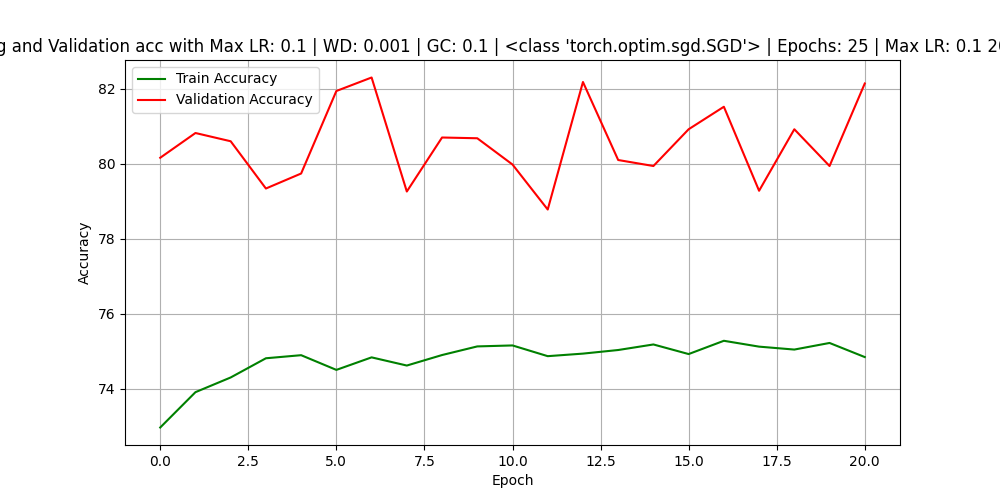 g and Validation acc with Max LR: 0.1 | WD: 0.001 | GC: 0.1 | <class 'torch.optim.sgd.SGD'> | Epochs: 25 | Max LR: 0.1 20
Train Accuracy
Validation Accuracy
82
80
78
76
74
Accuracy
0.0 2.5 5.0 7.5 10.0 12.5 15.0 17.5 20.0
Epoch